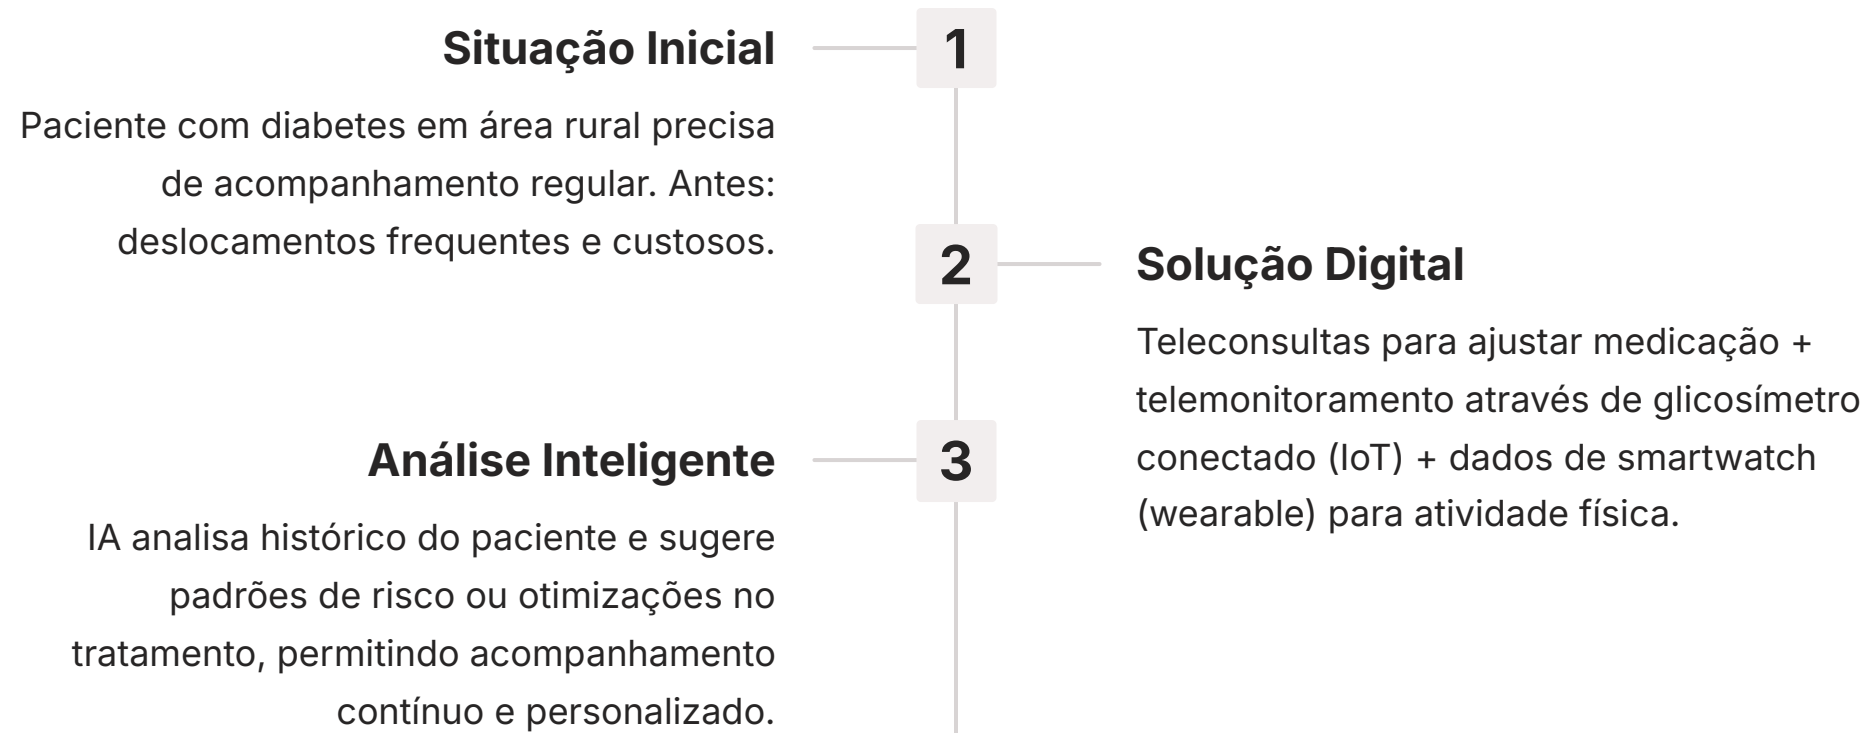 Situação Inicial
1
Paciente com diabetes em área rural precisa
de acompanhamento regular. Antes:
deslocamentos frequentes e custosos.
2
Solução Digital
Teleconsultas para ajustar medicação +
telemonitoramento através de glicosímetro
conectado (IoT) + dados de smartwatch
(wearable) para atividade física.
Análise Inteligente
3
IA analisa histórico do paciente e sugere
padrões de risco ou otimizações no
tratamento, permitindo acompanhamento
contínuo e personalizado.